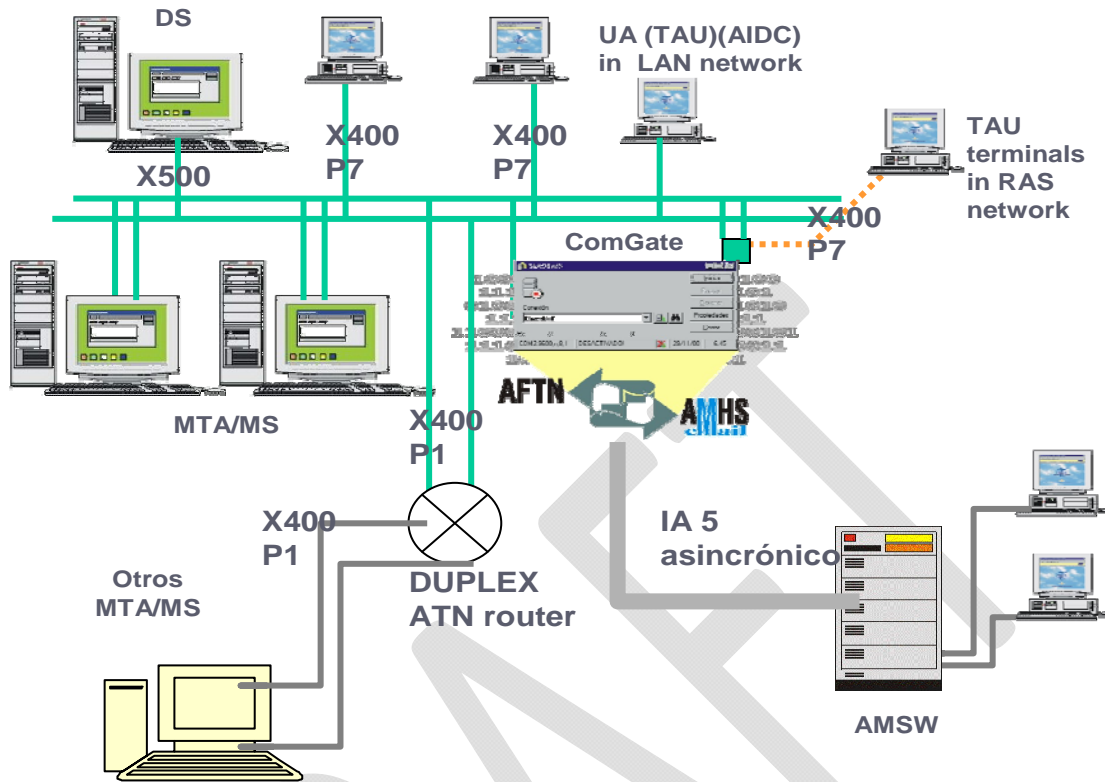 DS
UA (TAU)(AIDC)
in LAN network
X400
P7
X400
P7
TAU
terminals
in RAS
network
X500
X400
P7
ComGate
Propiedades
DESACTIVADO
MTA/MS
AFTN
AMHS
eMail
X400
P1
X400
P1
IA 5
asincrónico
DUPLEX
ATN router
Otros
MTA/MS
AMSW